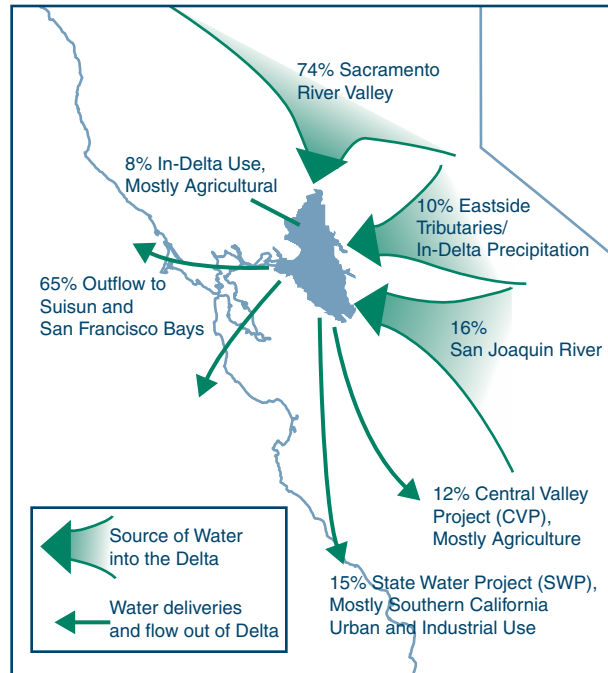 74% Sacramento
River Valley
8% In-Delta Use,
Mostly Agricultural
10% Eastside
Tributaries/
In-Delta Precipitation
65% Outflow to
Suisun and
San Francisco Bays
16%
San Joaquin River
12% Central Valley
Project (CVP),
Mostly Agriculture
15% State Water Project (SWP),
Mostly Southern California
Urban and Industrial Use
Source of Water
into the Delta
Water deliveries
and flow out of Delta